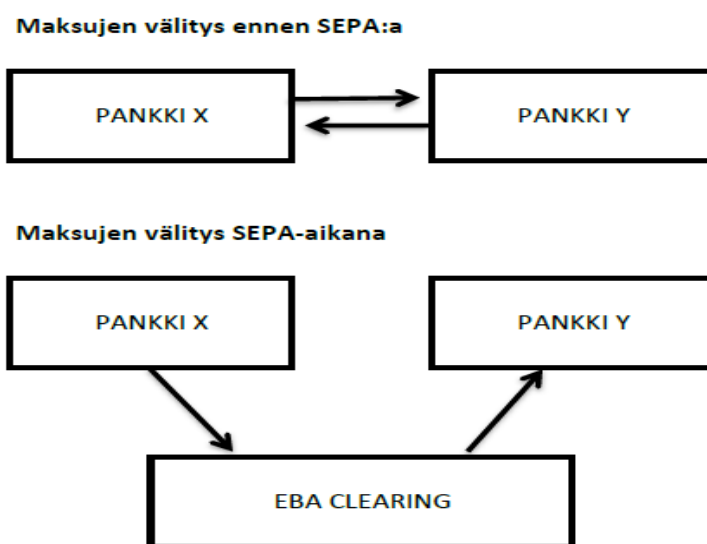 Maksujen välitys ennen SEPA:a
PANKKI X
PANKKI Y
Maksujen välitys SEPA-aikana
PANKKI X
PANKKI Y
EBA CLEARING